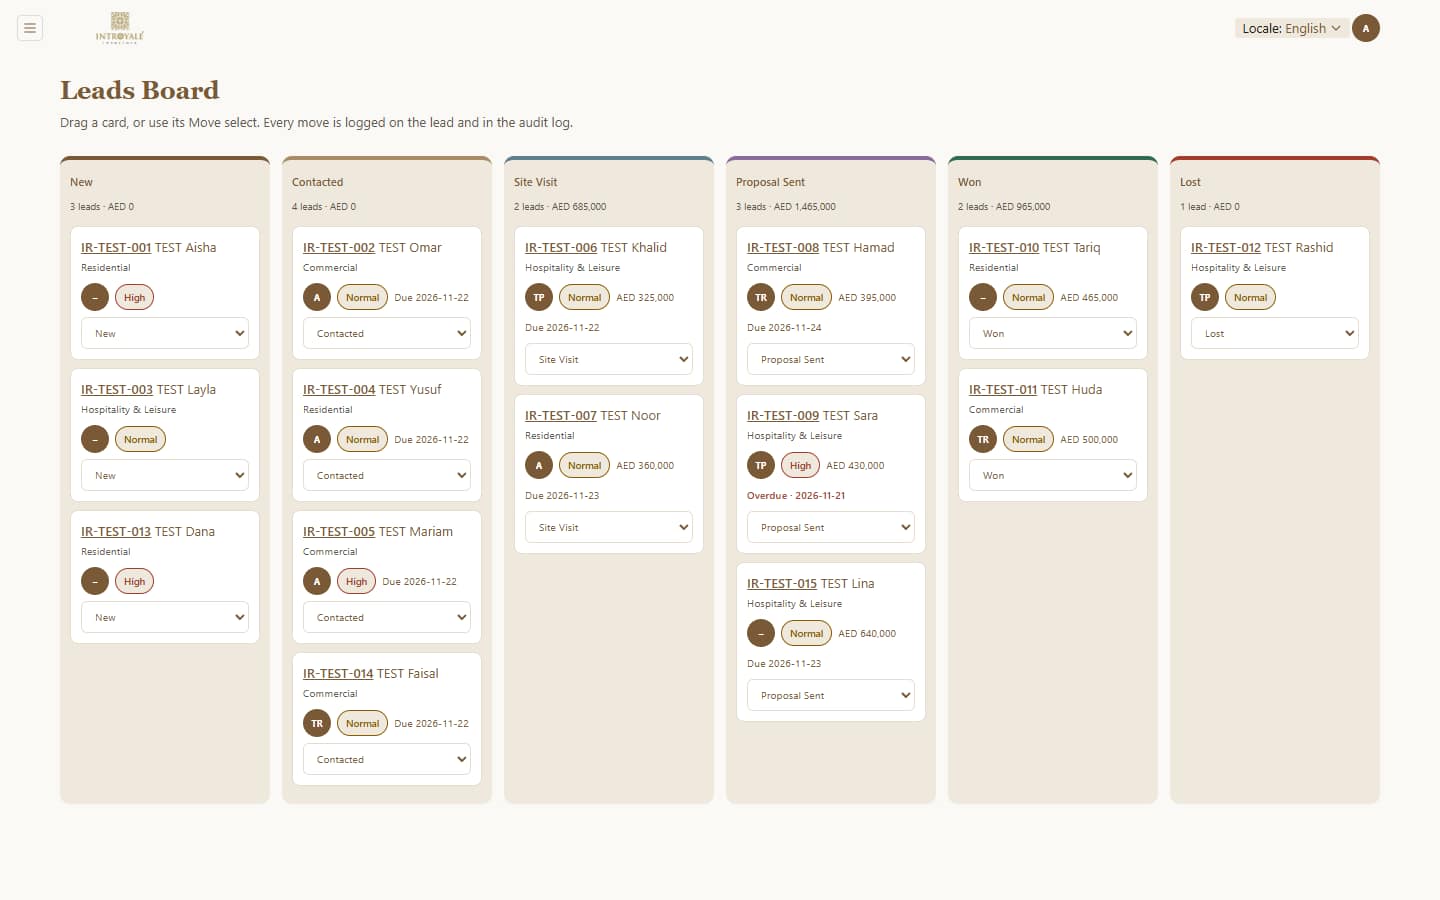 INTROYALE
Locale: English
A
Leads Board
Drag a card, or use its Move select. Every move is logged on the lead and in the audit log.
New
3 leads · AED 0
IR-TEST-001 TEST Aisha
Residential
–
High
New
IR-TEST-003 TEST Layla
Hospitality & Leisure
–
Normal
New
IR-TEST-013 TEST Dana
Residential
–
High
New
Contacted
4 leads · AED 0
IR-TEST-002 TEST Omar
Commercial
A
Normal
Due 2026-11-22
Contacted
IR-TEST-004 TEST Yusuf
Residential
A
Normal
Due 2026-11-22
Contacted
IR-TEST-005 TEST Mariam
Commercial
A
High
Due 2026-11-22
Contacted
IR-TEST-014 TEST Faisal
Commercial
TR
Normal
Due 2026-11-22
Contacted
Site Visit
2 leads · AED 685,000
IR-TEST-006 TEST Khalid
Hospitality & Leisure
TP
Normal
AED 325,000
Due 2026-11-22
Site Visit
IR-TEST-007 TEST Noor
Residential
A
Normal
AED 360,000
Due 2026-11-23
Site Visit
Proposal Sent
3 leads · AED 1,465,000
IR-TEST-008 TEST Hamad
Commercial
TR
Normal
AED 395,000
Due 2026-11-24
Proposal Sent
IR-TEST-009 TEST Sara
Hospitality & Leisure
TP
High
AED 430,000
Overdue · 2026-11-21
Proposal Sent
IR-TEST-015 TEST Lina
Hospitality & Leisure
–
Normal
AED 640,000
Due 2026-11-23
Proposal Sent
Won
2 leads · AED 965,000
IR-TEST-010 TEST Tariq
Residential
–
Normal
AED 465,000
Won
IR-TEST-011 TEST Huda
Commercial
TR
Normal
AED 500,000
Won
Lost
1 lead · AED 0
IR-TEST-012 TEST Rashid
Hospitality & Leisure
TP
Normal
Lost